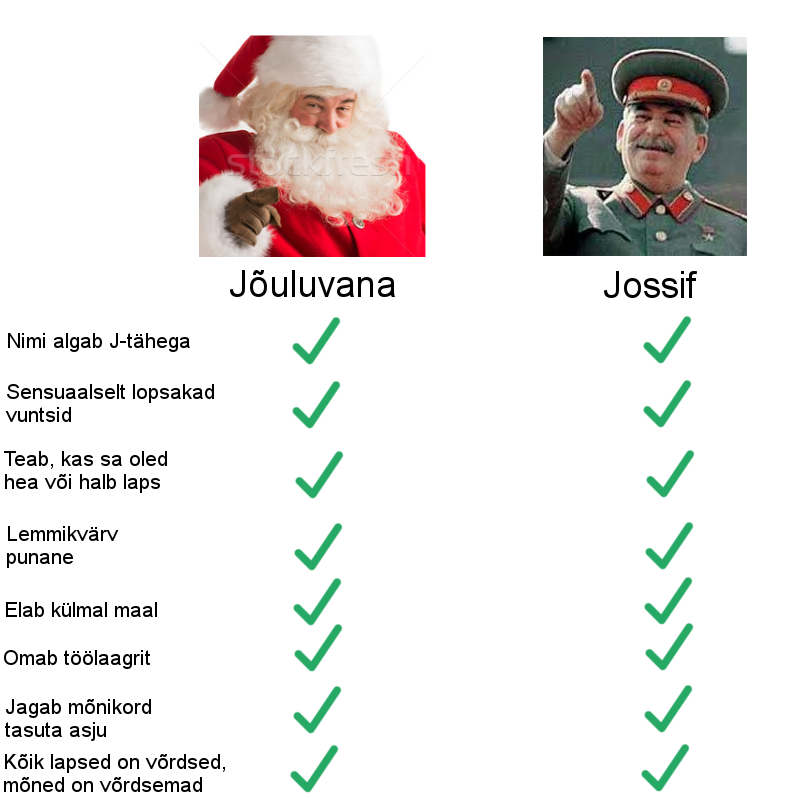 stockfresh
Jõuluvana
Jossif
Nimi algab J-tähega
Sensuaalselt lopsakad
vuntsid
Teab, kas sa oled
hea või halb laps
Lemmikvärv
punane
Elab külmal maal
Omab töölaagrit
Jagab mõnikord
tasuta asju
Kõik lapsed on võrdsed,
mõned on võrdsemad